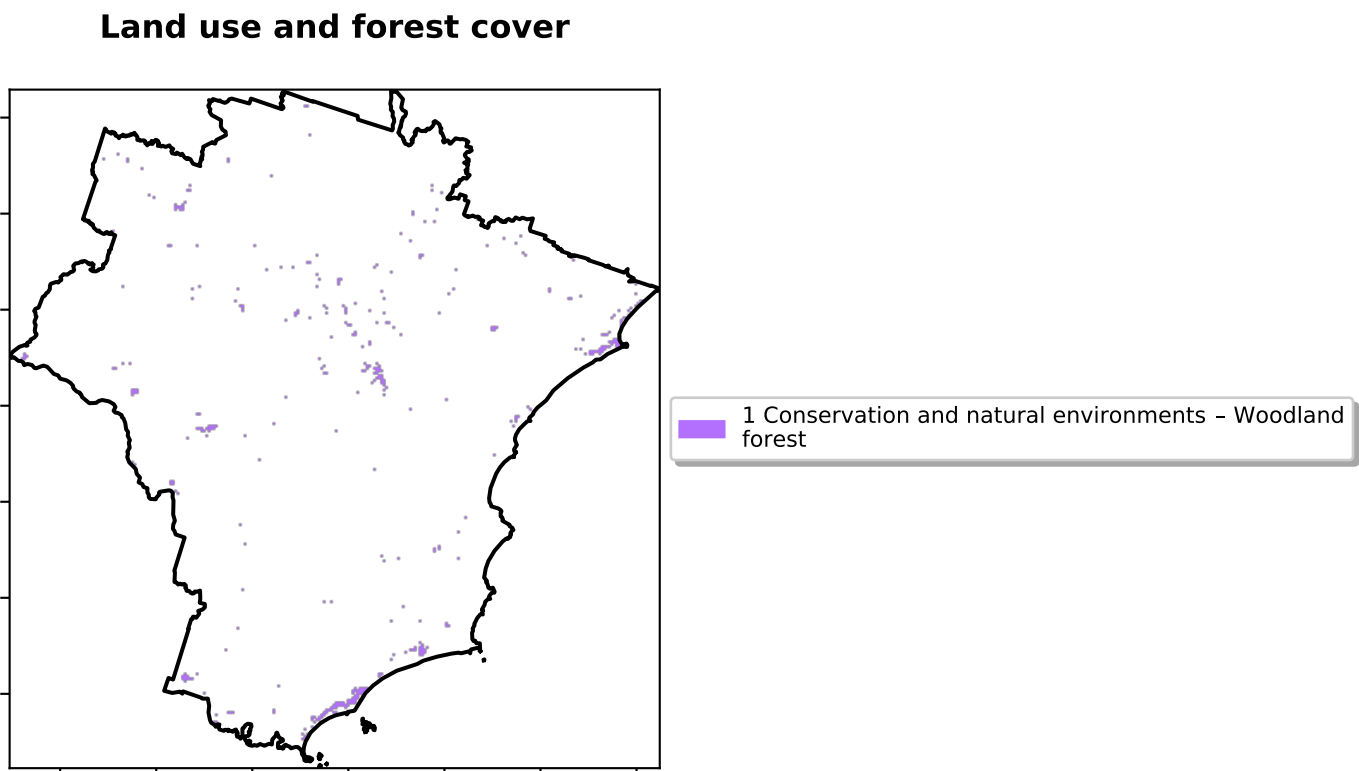 Land use and forest cover
1 Conservation and natural environments – Woodland
forest